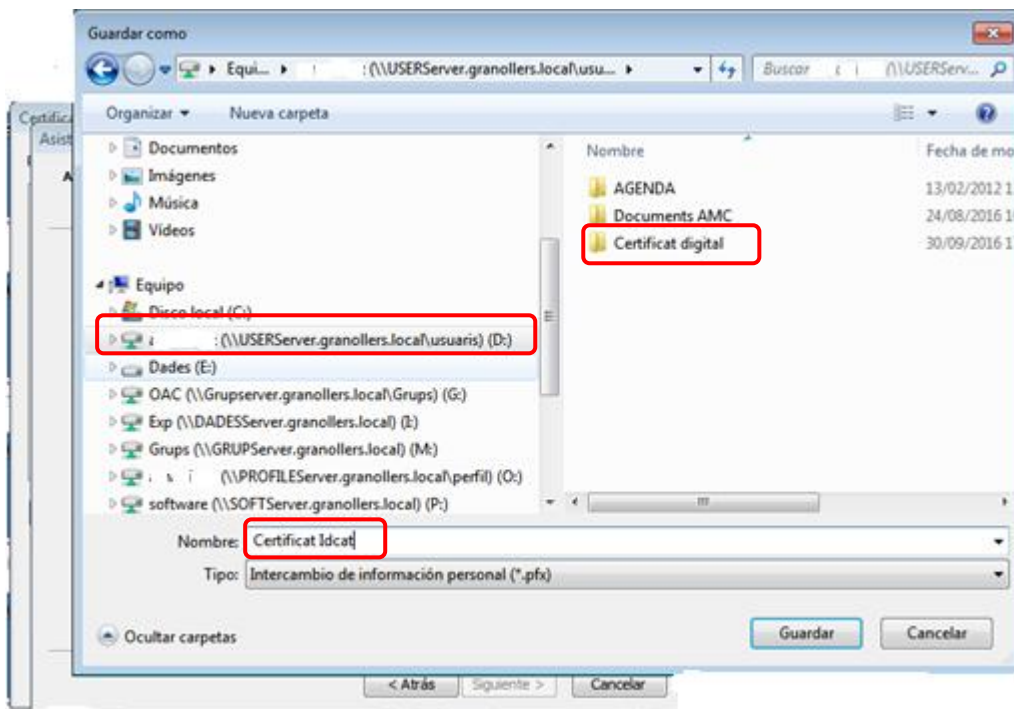 Guardar como
Equi... :(\\USERServer.granollers.local\usu...
Buscar (\\USERServ...
Organizar Nueva carpeta
Documentos
Imágenes
Música
Vídeos
Equipo
Disco local (C:)
:(\\USERServer.granollers.local\usuaris) (D:)
Dades (E:)
OAC (\\Grupserver.granollers.local\Grups) (G:)
Exp (\\DADESServer.granollers.local) (I:)
Grups (\\GRUPServer.granollers.local) (M:)
(\\PROFILEServer.granollers.local\perfil) (O:)
software (\\SOFTServer.granollers.local) (P:)
Nombre Fecha de mo
AGENDA 13/02/2012 1
Documents AMC 24/08/2016 1
Certificat digital 30/09/2016 1
Nombre: Certificat Idcat
Tipo: Intercambio de información personal (*.pfx)
Ocultar carpetas
Guardar Cancelar
< Atrás Siguiente > Cancelar